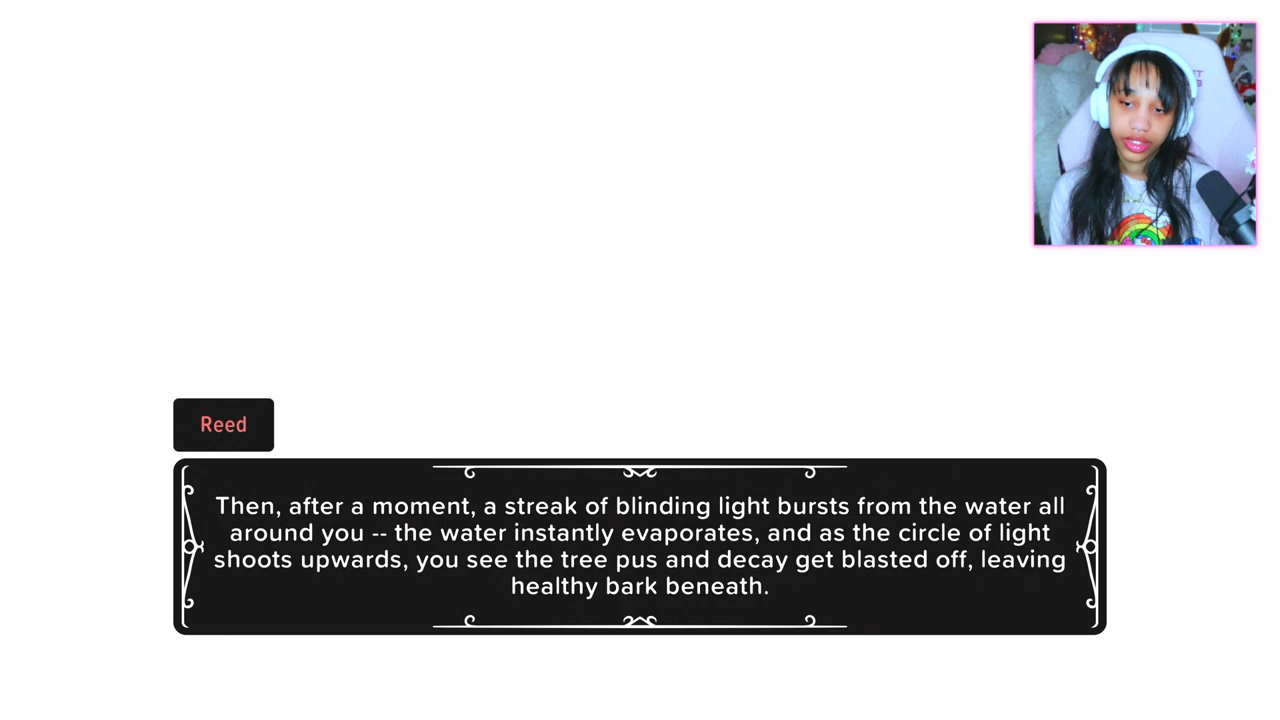 Reed
Then, after a moment, a streak of blinding light bursts from the water all
around you -- the water instantly evaporates, and as the circle of light
shoots upwards, you see the tree pus and decay get blasted off, leaving
healthy bark beneath.